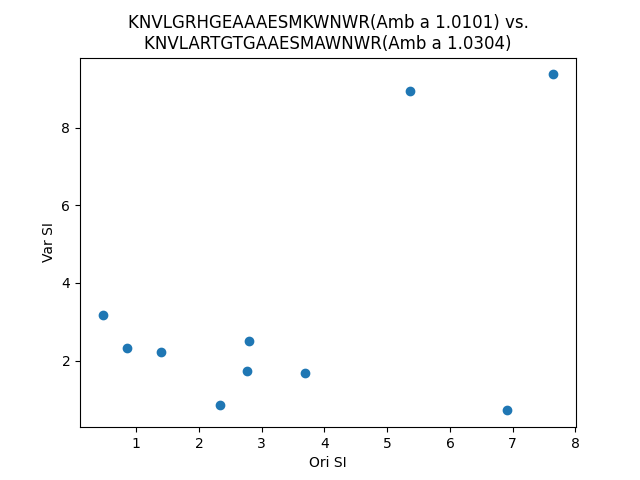 KNVLGRHGEAAAESMKWNWR(Amb a 1.0101) vs.
KNVLARTGTGAAESMAWNWR(Amb a 1.0304)
Var SI
8
6
4
2
1 2 3 4 5 6 7 8
Ori SI